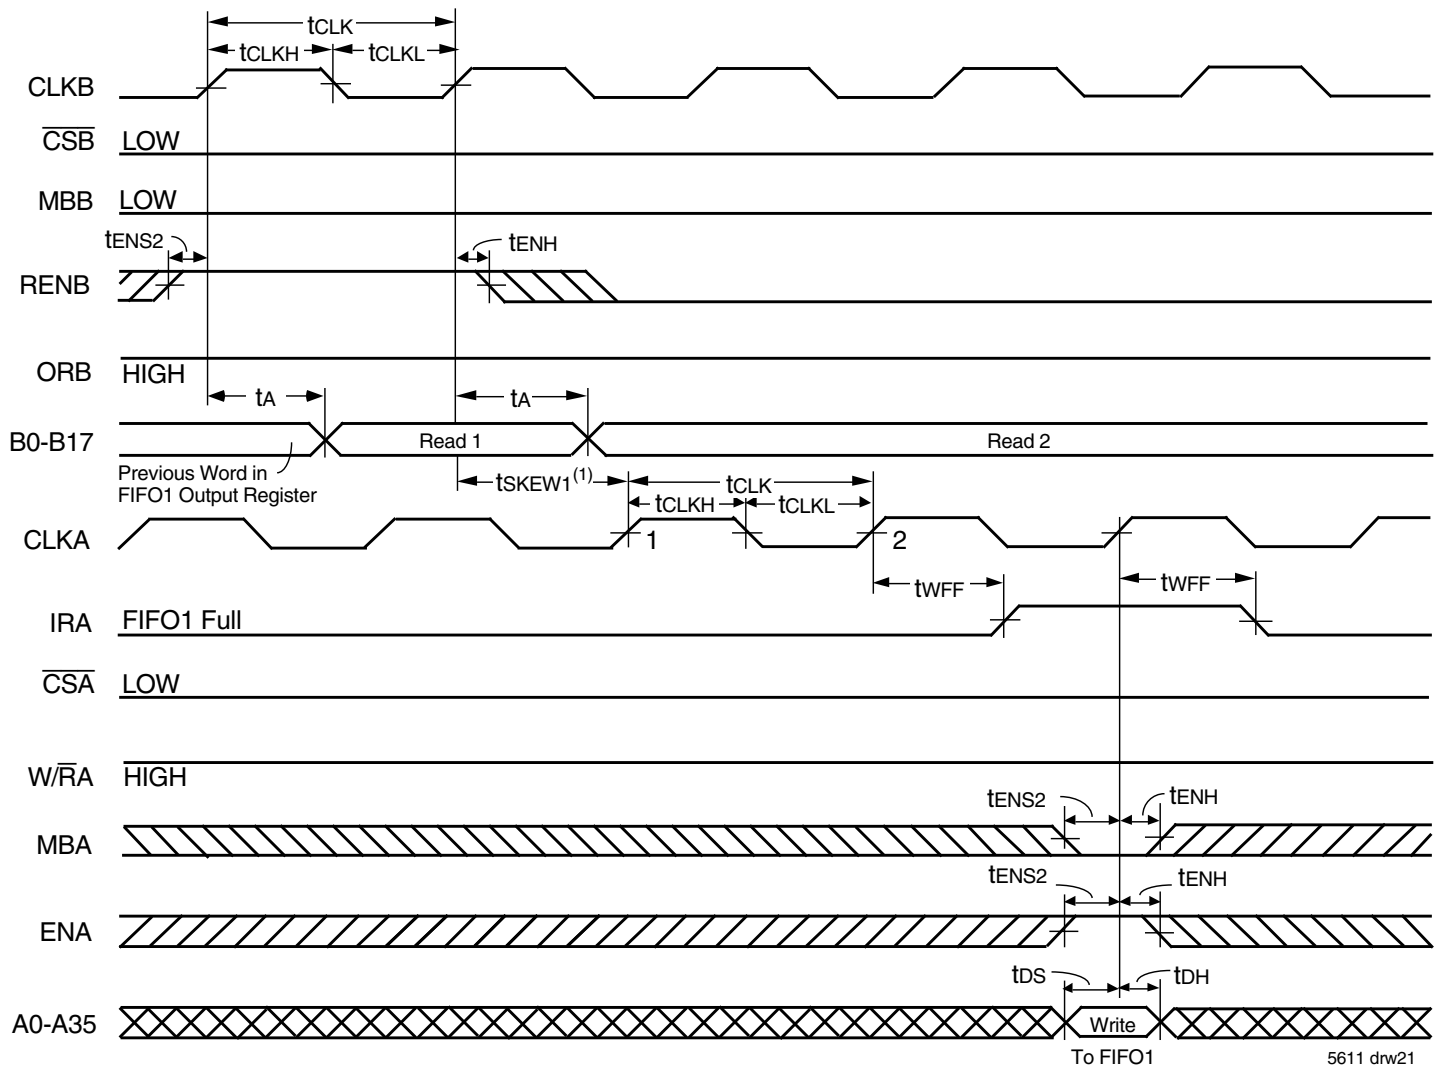 tCLK
tCLKH
tCLKL
CLKB
CSB
LOW
MBB
LOW
tENS2
tENH
RENB
ORB
HIGH
tA
tA
B0-B17
Read 1
Read 2
Previous Word in
FIFO1 Output Register
tSKEW1(1)
tCLK
tCLKH
tCLKL
CLKA
1
2
tWFF
tWFF
IRA
FIFO1 Full
CSA
LOW
W/RA
HIGH
tENS2
tENH
MBA
tENS2
tENH
ENA
tDS
tDH
A0-A35
Write
To FIFO1
5611 drw21